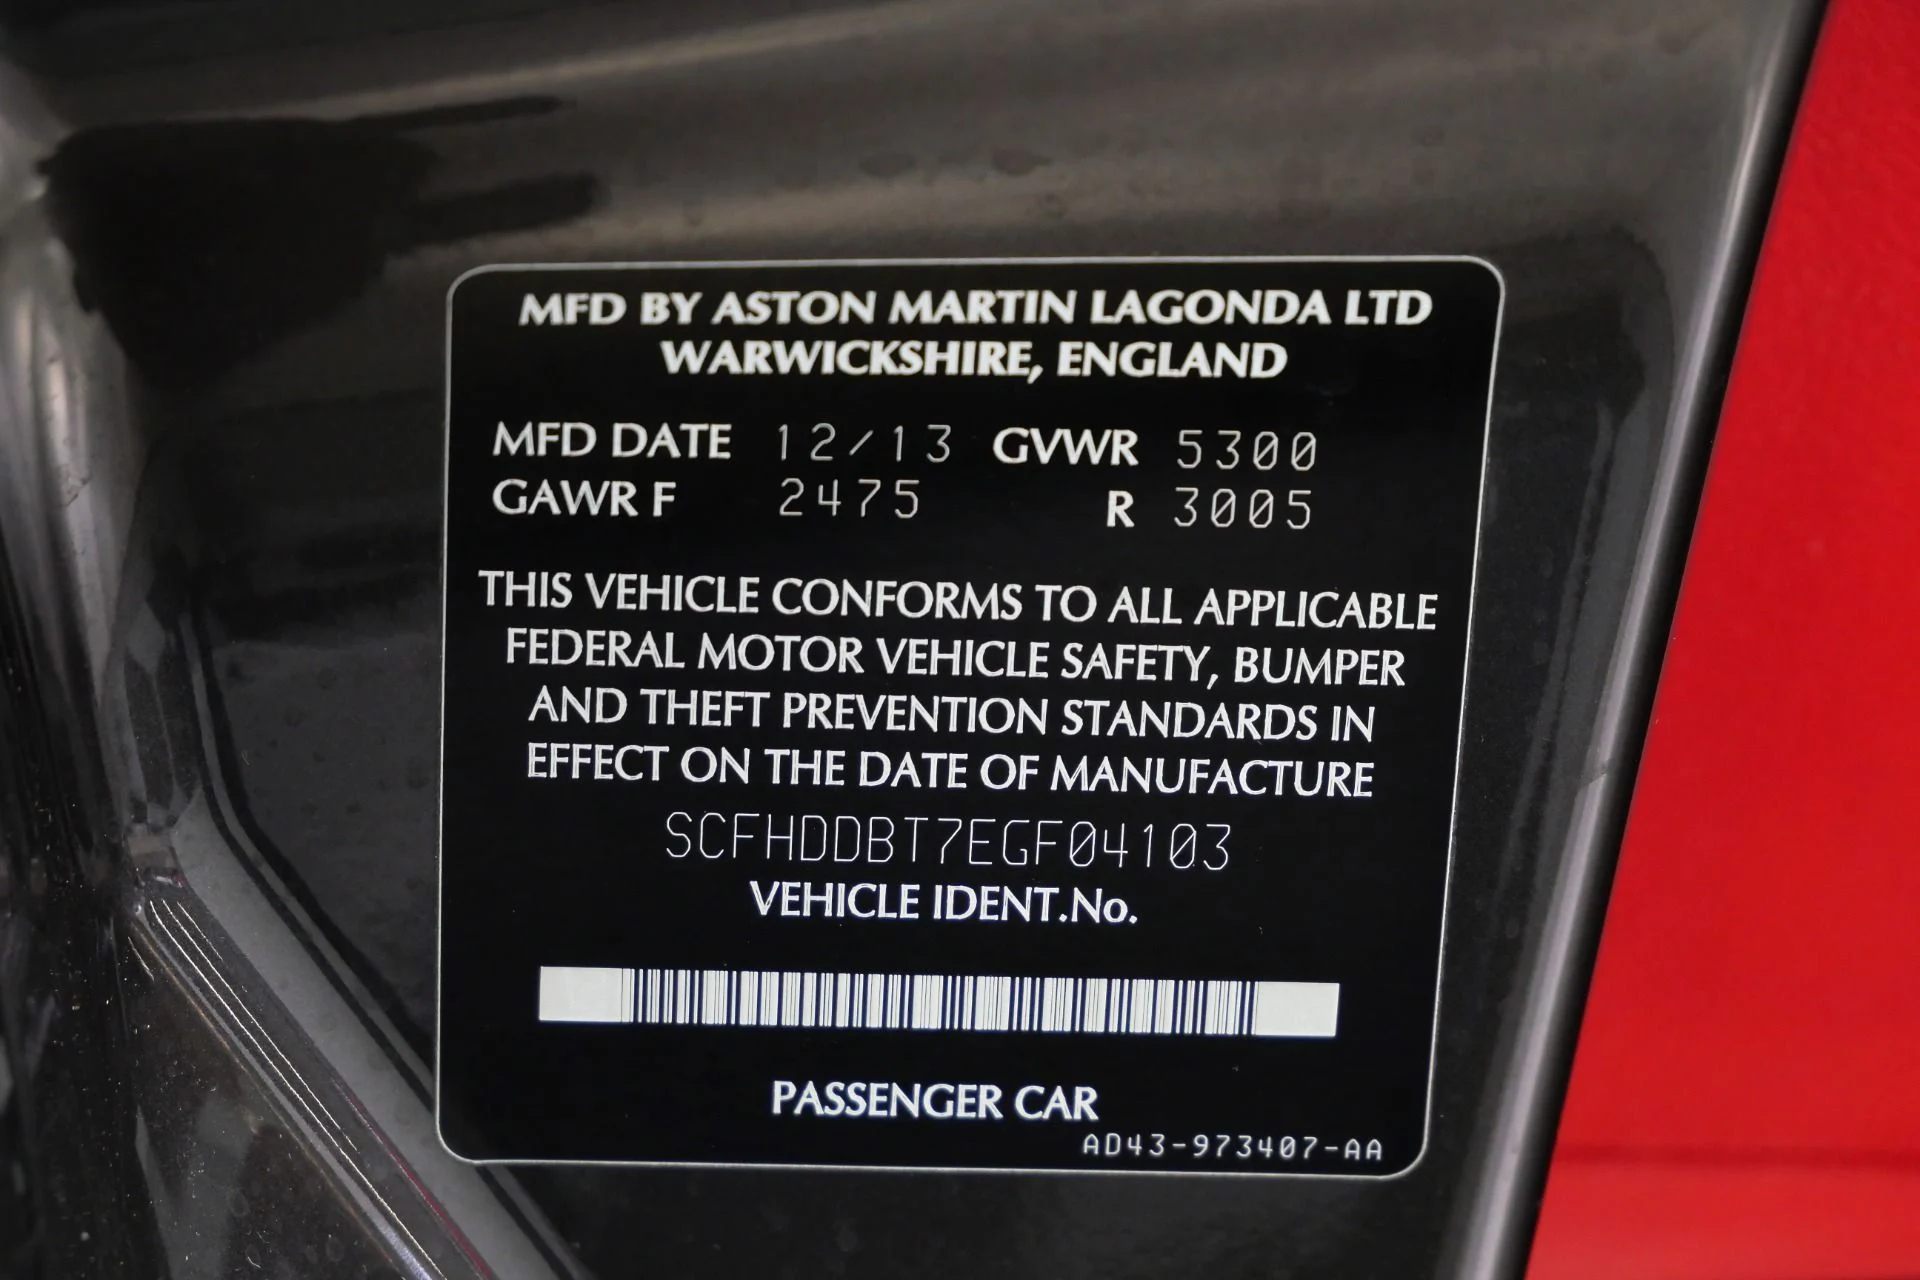 MFD BY ASTON MARTIN LAGONDA LTD
WARWICKSHIRE, ENGLAND
MFD DATE 12/13 GVWR 5300
GAWR F 2475 R 3005
THIS VEHICLE CONFORMS TO ALL APPLICABLE
FEDERAL MOTOR VEHICLE SAFETY, BUMPER
AND THEFT PREVENTION STANDARDS IN
EFFECT ON THE DATE OF MANUFACTURE
SCFHDDBT7EGF04103
VEHICLE IDENT.No.
PASSENGER CAR
AD43-973407-AA